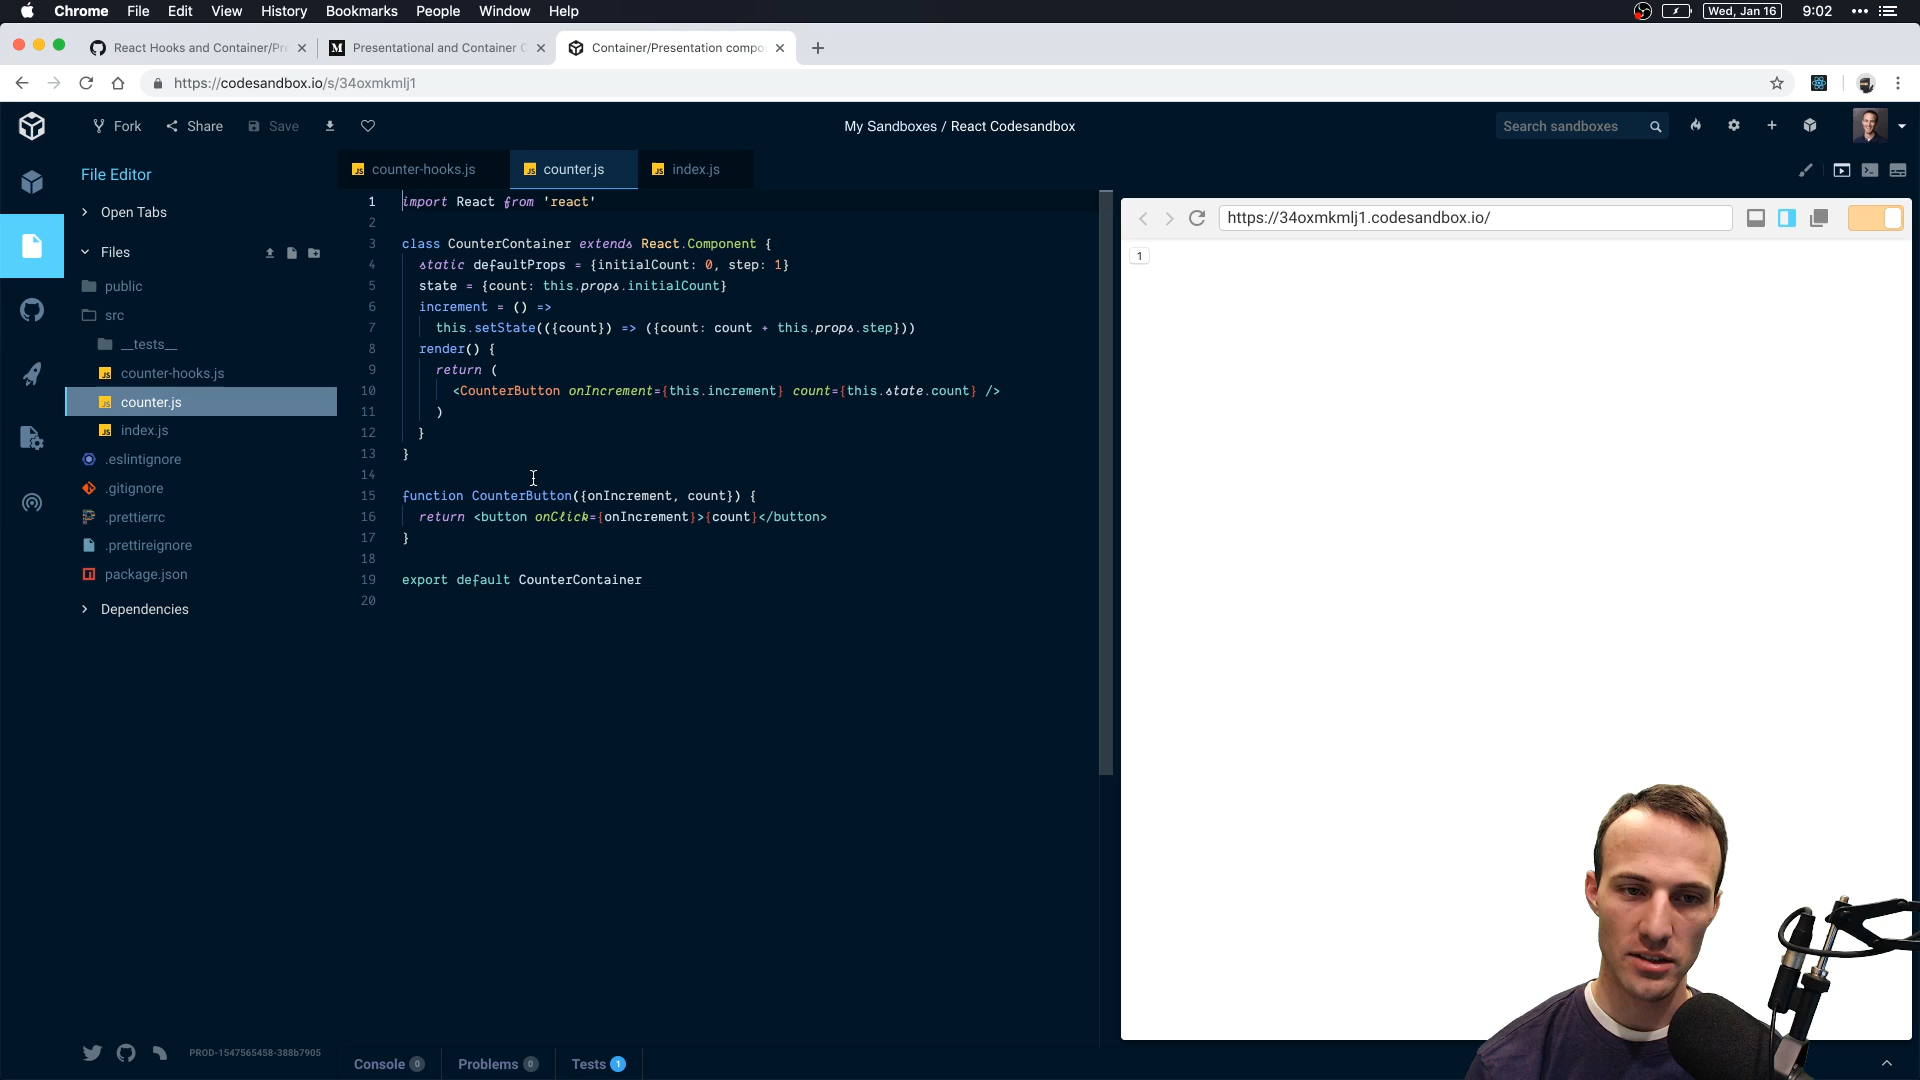 Chrome File Edit View History Bookmarks People Window Help
Wed, Jan 16 9:02
React Hooks and Container/Pre
Presentational and Container C
Container/Presentation compo
https://codesandbox.io/s/34oxmkmlj1
Fork Share Save
My Sandboxes / React Codesandbox
Search sandboxes
File Editor
Open Tabs
Files
public
src
__tests__
counter-hooks.js
counter.js
index.js
.eslintignore
.gitignore
.prettierrc
.prettireignore
package.json
Dependencies
PROD-1547565458-388b7905
counter-hooks.js
counter.js
index.js
1 import React from 'react'
2
3 class CounterContainer extends React.Component {
4 static defaultProps = {initialCount: 0, step: 1}
5 state = {count: this.props.initialCount}
6 increment = () =>
7 this.setState(({count}) => ({count: count + this.props.step}))
8 render() {
9 return (
10 <CounterButton onIncrement={this.increment} count={this.state.count} />
11 )
12 }
13 }
14
15 function CounterButton({onIncrement, count}) {
16 return <button onClick={onIncrement}>{count}</button>
17 }
18
19 export default CounterContainer
20
Console 0
Problems 0
Tests 1
https://34oxmkmlj1.codesandbox.io/
1